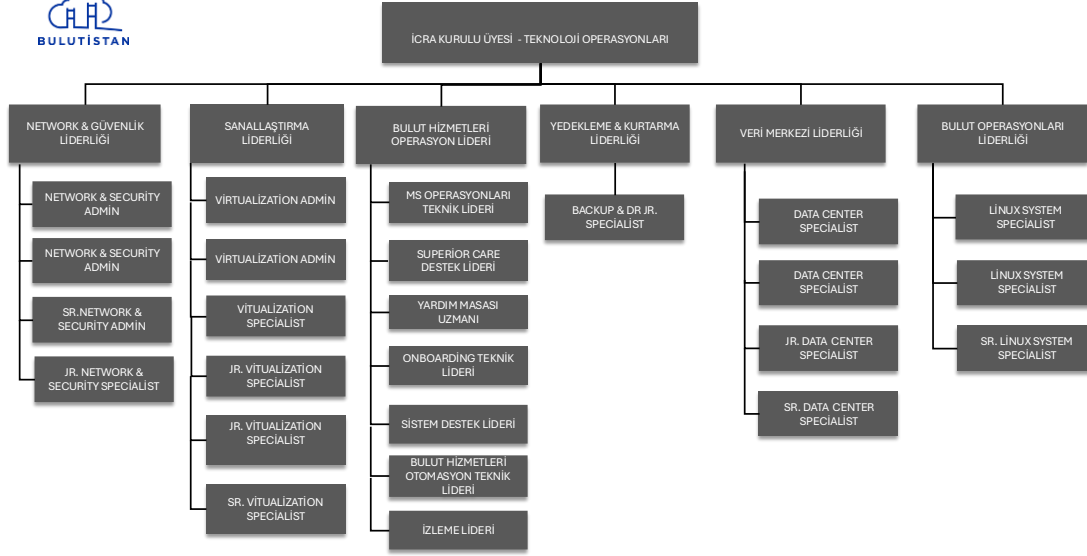 BULUTİSTAN
İCRA KURULU ÜYESİ - TEKNOLOJİ OPERASYONLARI
NETWORK & GÜVENLİK
LİDERLİĞİ
NETWORK & SECURİTY
ADMİN
NETWORK & SECURİTY
ADMİN
SR.NETWORK &
SECURİTY ADMİN
JR. NETWORK &
SECURİTY SPECİALİST
SANALLAŞTIRMA
LİDERLİĞİ
VİRTUALİZATİON ADMİN
VİRTUALİZATİON ADMİN
VİTUALİZATİON
SPECİALİST
JR. VİTUALİZATİON
SPECİALİST
JR. VİTUALİZATİON
SPECİALİST
SR. VİTUALİZATİON
SPECİALİST
BULUT HİZMETLERİ
OPERASYON LİDERİ
MS OPERASYONLARI
TEKNİK LİDERİ
SUPERİOR CARE
DESTEK LİDERİ
YARDIM MASASI
UZMANI
ONBOARDİNG TEKNİK
LİDERİ
SİSTEM DESTEK LİDERİ
BULUT HİZMETLERİ
OTOMASYON TEKNİK
LİDERİ
İZLEME LİDERİ
YEDEKLEME & KURTARMA
LİDERLİĞİ
BACKUP & DR JR.
SPECİALİST
VERİ MERKEZİ LİDERLİĞİ
DATA CENTER
SPECİALİST
DATA CENTER
SPECİALİST
JR. DATA CENTER
SPECİALİST
SR. DATA CENTER
SPECİALİST
BULUT OPERASYONLARI
LİDERLİĞİ
LİNUX SYSTEM
SPECİALİST
LİNUX SYSTEM
SPECİALİST
SR. LİNUX SYSTEM
SPECİALİST